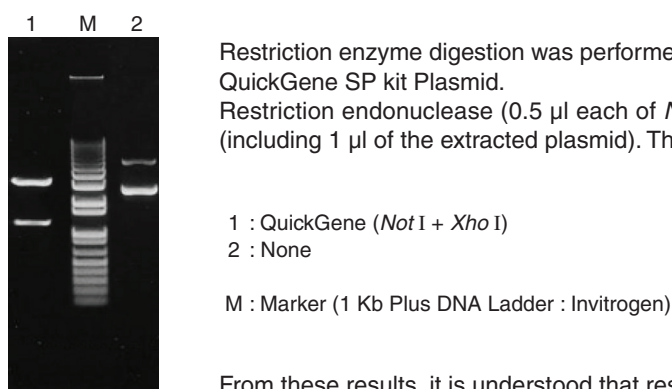 1 M 2
Restriction enzyme digestion was performe
QuickGene SP kit Plasmid.
Restriction endonuclease (0.5 µl each of
(including 1 µl of the extracted plasmid). Th
1 : QuickGene (Not I + Xho I)
2 : None
M : Marker (1 Kb Plus DNA Ladder : Invitrogen)
From these results, it is understood that res